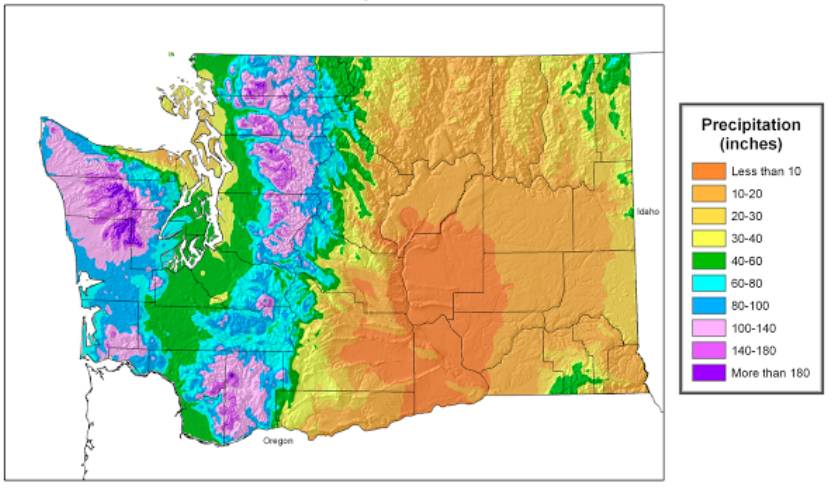 Precipitation
(inches)
Less than 10
10-20
20-30
30-40
40-60
60-80
80-100
100-140
140-180
More than 180
Idaho
Oregon